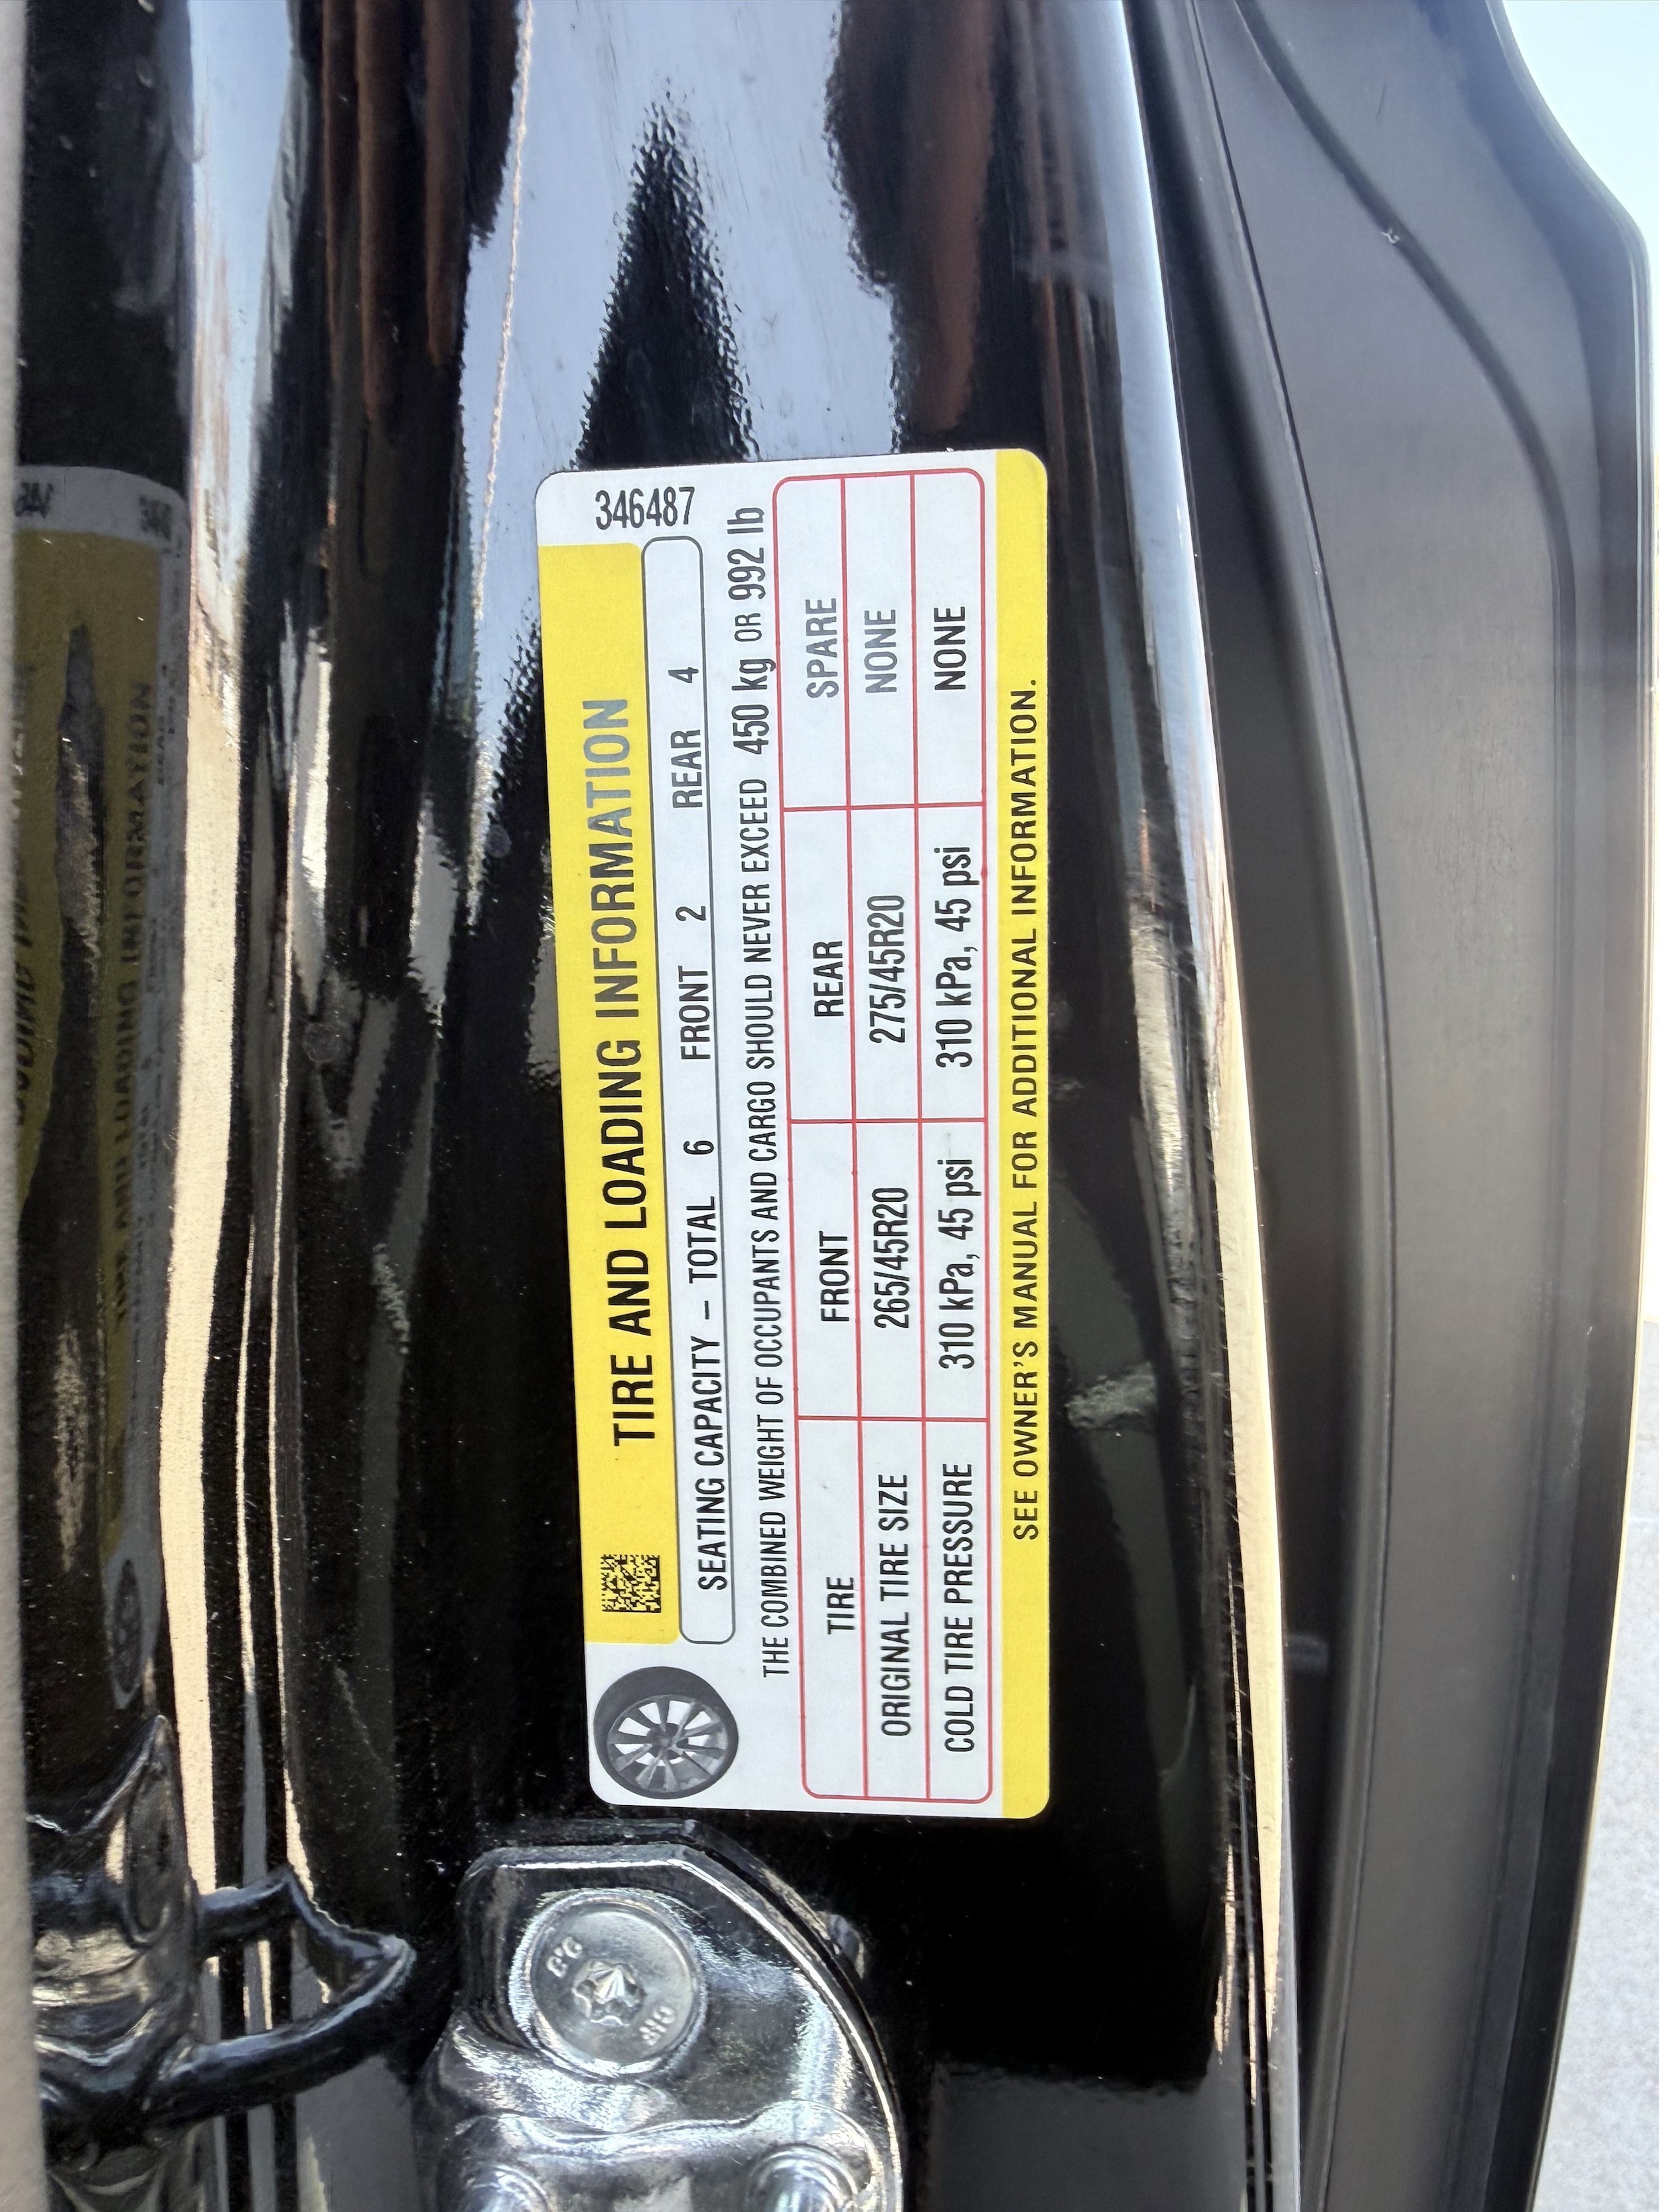 346487
TIRE AND LOADING INFORMATION
SEATING CAPACITY – TOTAL 6 FRONT 2 REAR 4
THE COMBINED WEIGHT OF OCCUPANTS AND CARGO SHOULD NEVER EXCEED 450 kg OR 992 lb
TIRE FRONT REAR SPARE
ORIGINAL TIRE SIZE 265/45R20 275/45R20 NONE
COLD TIRE PRESSURE 310 kPa, 45 psi 310 kPa, 45 psi NONE
SEE OWNER'S MANUAL FOR ADDITIONAL INFORMATION.